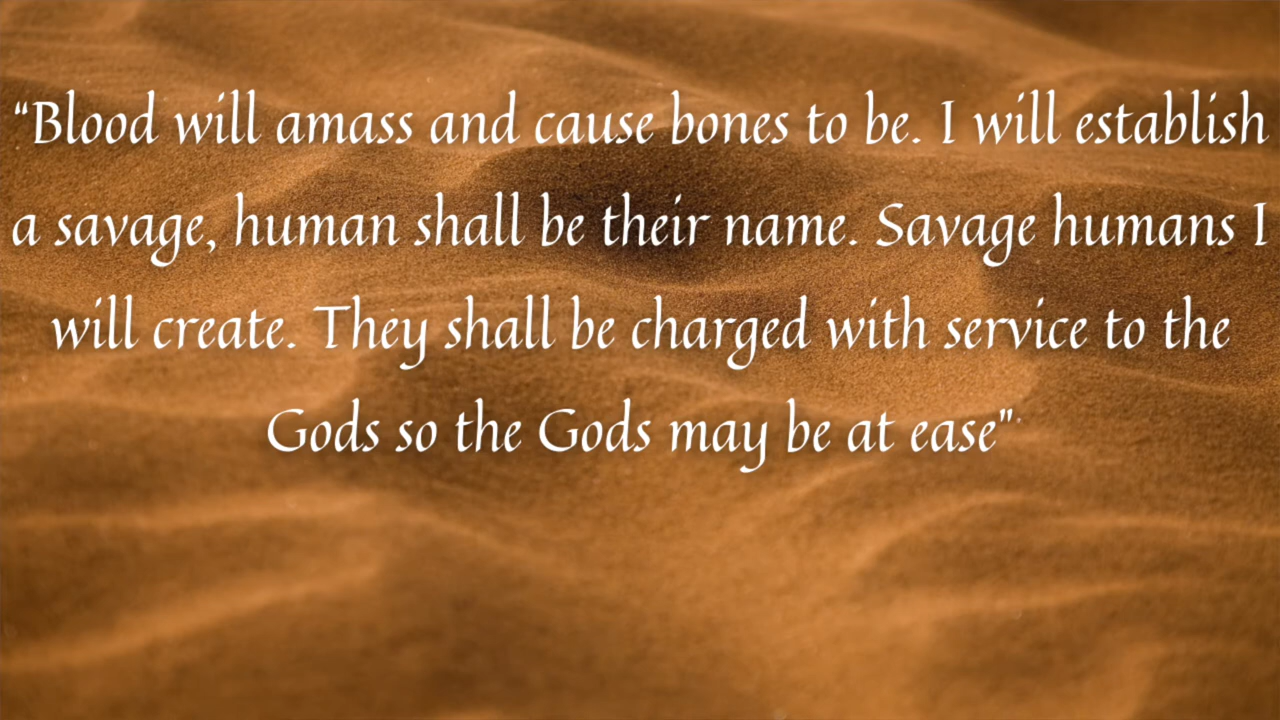 “Blood will amass and cause bones to be. I will establish
a savage, human shall be their name. Savage humans I
will create. They shall be charged with service to the
Gods so the Gods may be at ease”